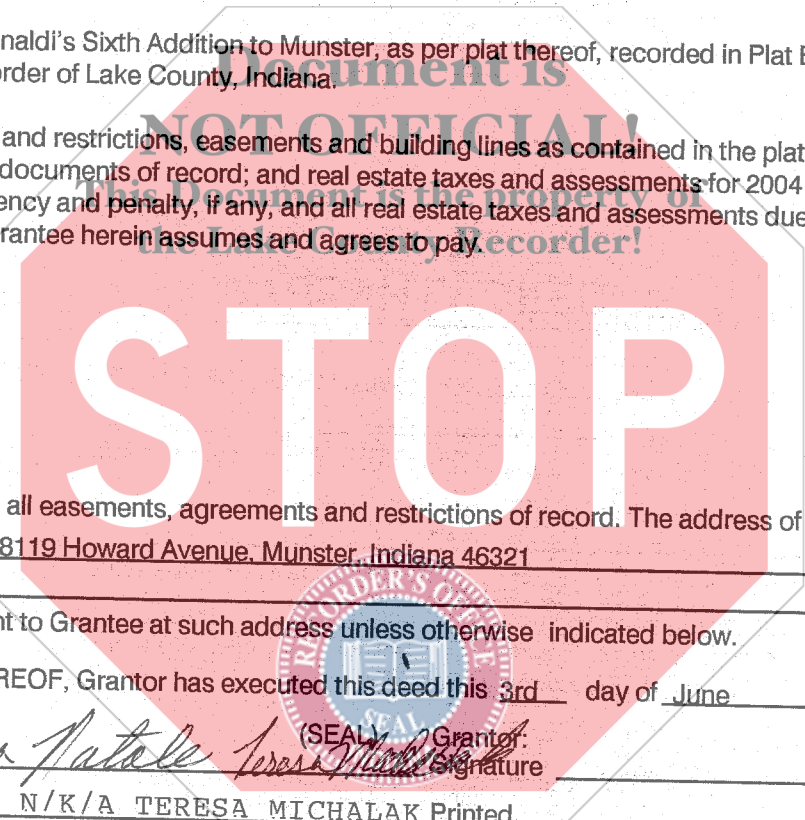 naldi's Sixth Addition to Munster, as per plat thereof, recorded in Plat B
Document is
order of Lake County, Indiana.
NOT OFFICIAL!
and restrictions, easements and building lines as contained in the plat
documents of record; and real estate taxes and assessments for 2004
This Document is the property of
ency and penalty, if any, and all real estate taxes and assessments due
rantee herein assumes and agrees to pay.
the Lake County Recorder!
STOP
all easements, agreements and restrictions of record. The address of
8119 Howard Avenue, Munster, Indiana 46321
RECORDER'S OFFICE
nt to Grantee at such address unless otherwise indicated below.
REOF, Grantor has executed this deed this 3rd day of June
SEAL
(SEAL) Grantor:
a Natale Teresa Michalak Signature
N/K/A TERESA MICHALAK Printed